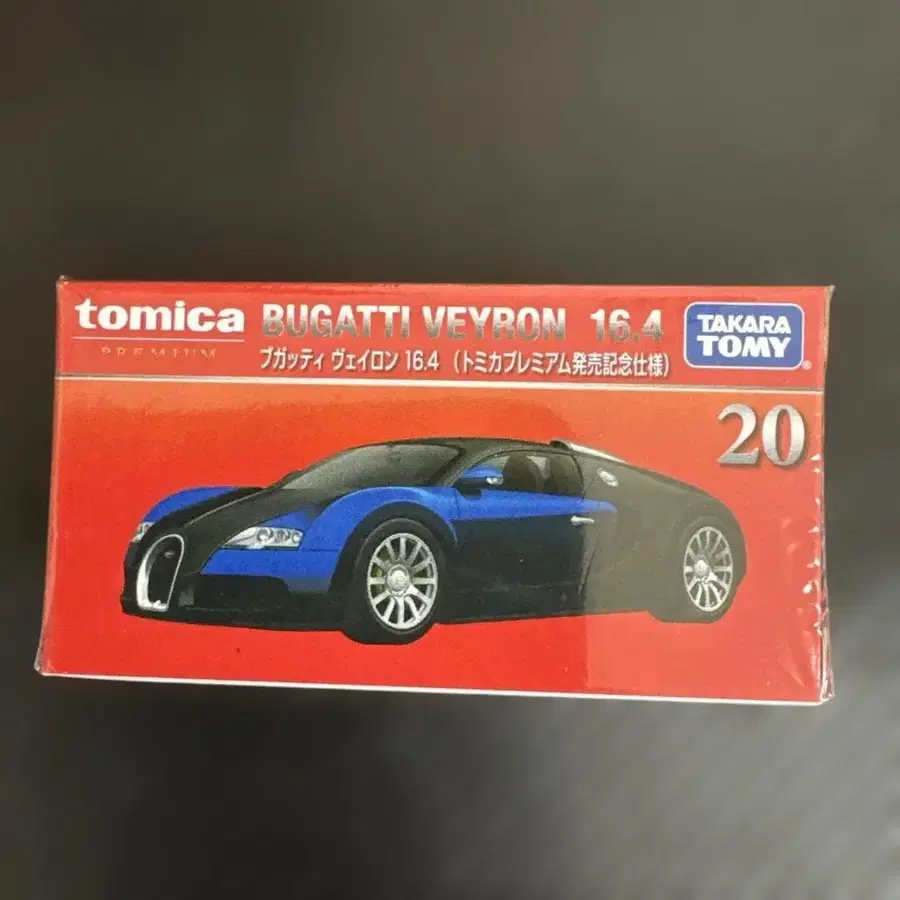 tomica BUGATTI VEYRON 16.4
PREMIUM
ブガッティ ヴェイロン 16.4 (トミカプレミアム発売記念仕様)
TAKARA
TOMY
®
20